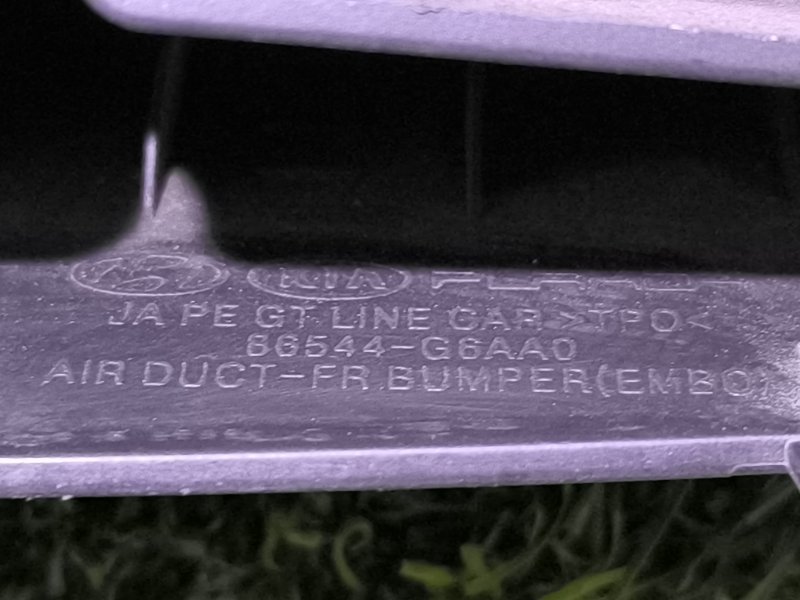 KIA
JA PE GT LINE CAR >TPO<
86544-G6AA0
AIR DUCT-FR BUMPER(EMBO)